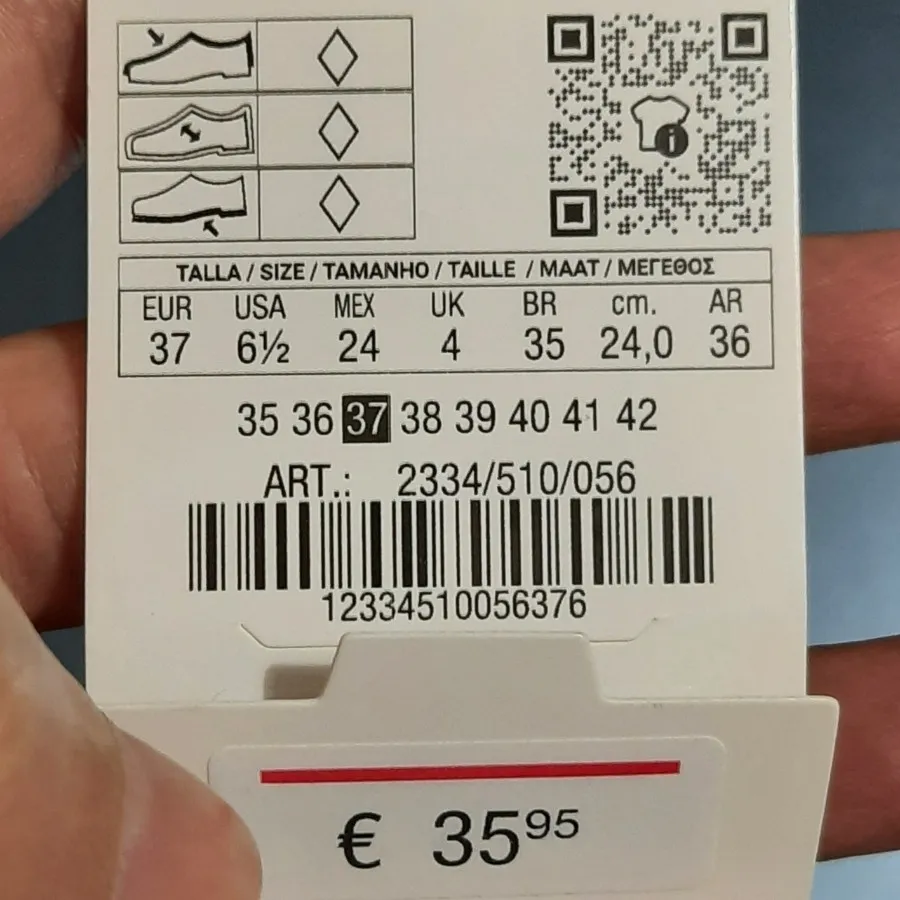 TALLA / SIZE / TAMANHO / TAILLE / MAAT / ΜΕΓΕΘΟΣ
EUR USA MEX UK BR cm. AR
37 6½ 24 4 35 24,0 36
35 36 37 38 39 40 41 42
ART.: 2334/510/056
12334510056376
€ 35⁹⁵